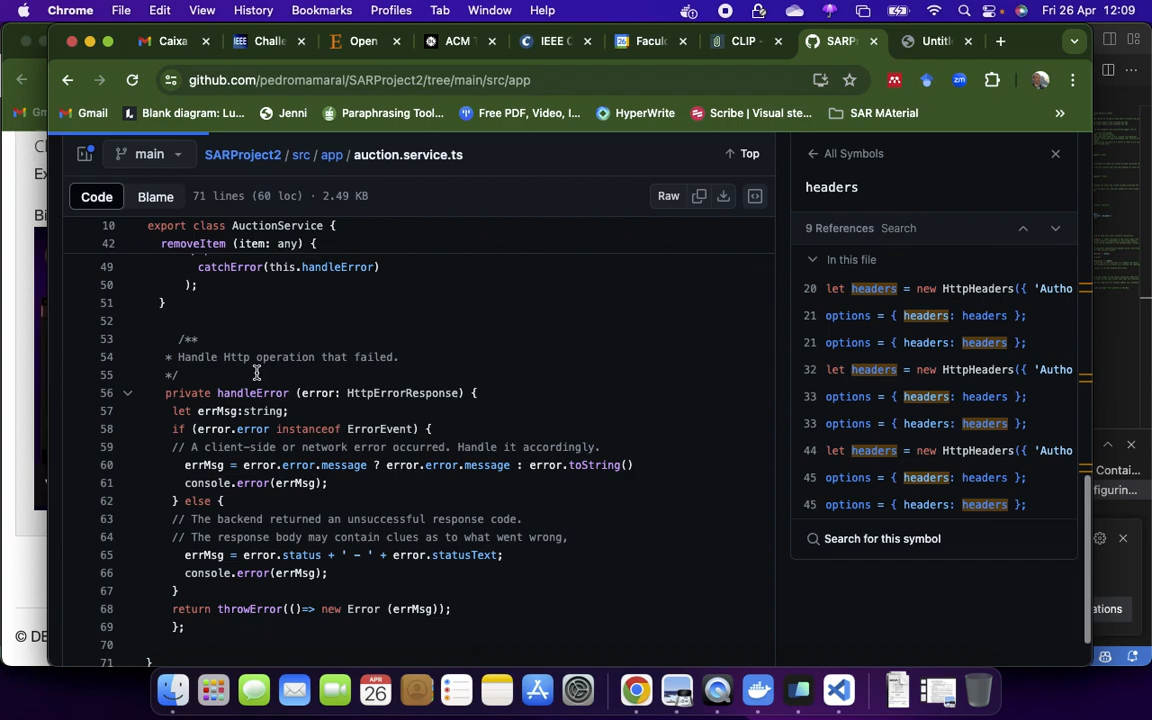 Chrome File Edit View History Bookmarks Profiles Tab Window Help Fri 26 Apr 12:09
Caixa IEEE Challe Open ACM T IEEE C Facul CLIP - SARPr Untitl
github.com/pedromamaral/SARProject2/tree/main/src/app
Gmail Blank diagram: Lu... Jenni Paraphrasing Tool... Free PDF, Video, I... HyperWrite Scribe | Visual ste... SAR MAterial
main SARProject2 / src / app / auction.service.ts Top
Code Blame 71 lines (60 loc) · 2.49 KB Raw
10 export class AuctionService {
42 removeItem (item: any) {
49 catchError(this.handleError)
50 );
51 }
52
53 /**
54 * Handle Http operation that failed.
55 */
56 private handleError (error: HttpErrorResponse) {
57 let errMsg:string;
58 if (error.error instanceof ErrorEvent) {
59 // A client-side or network error occurred. Handle it accordingly.
60 errMsg = error.error.message ? error.error.message : error.toString()
61 console.error(errMsg);
62 } else {
63 // The backend returned an unsuccessful response code.
64 // The response body may contain clues as to what went wrong,
65 errMsg = error.status + ' - ' + error.statusText;
66 console.error(errMsg);
67 }
68 return throwError(()=> new Error (errMsg));
69 };
70
71 }
All Symbols
headers
9 References Search
In this file
20 let headers = new HttpHeaders({ 'Autho
21 options = { headers: headers };
21 options = { headers: headers };
32 let headers = new HttpHeaders({ 'Autho
33 options = { headers: headers };
33 options = { headers: headers };
44 let headers = new HttpHeaders({ 'Autho
45 options = { headers: headers };
45 options = { headers: headers };
Search for this symbol
Contai...
figurin...
ations
© DE
APR
26